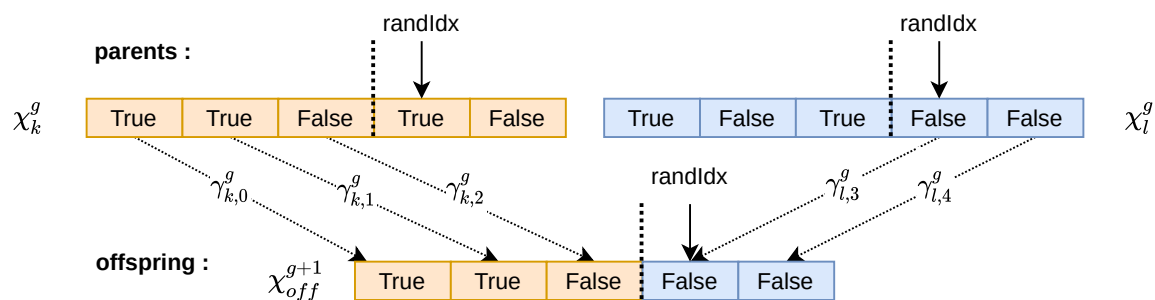 randIdx randIdx
parents :
χ_k^g True True False True False True False True False False χ_l^g
γ_{k,0}^g γ_{k,1}^g γ_{k,2}^g randIdx γ_{l,3}^g γ_{l,4}^g
offspring :
χ_{off}^{g+1} True True False False False